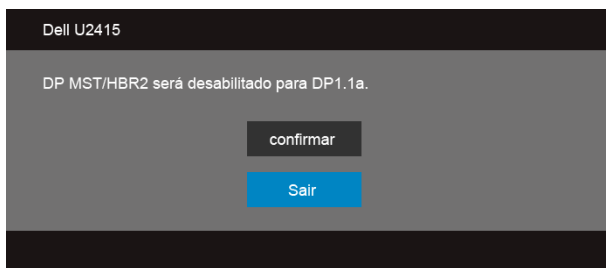 Dell U2415
DP MST/HBR2 será desabilitado para DP1.1a.
confirmar
Sair